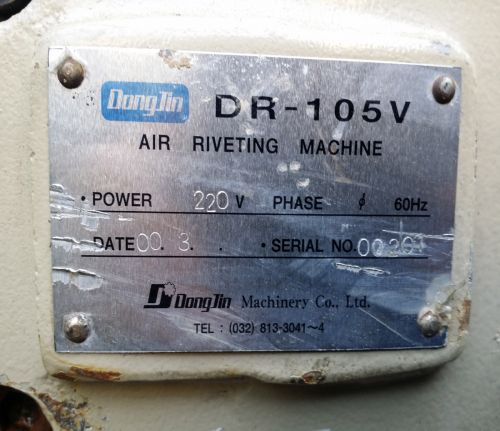 DongJin DR-105V
AIR RIVETING MACHINE
• POWER 220 V PHASE ϕ 60Hz
DATE 00. 3. . • SERIAL NO.
DongJin Machinery Co., Ltd.
TEL : (032) 813-3041~4